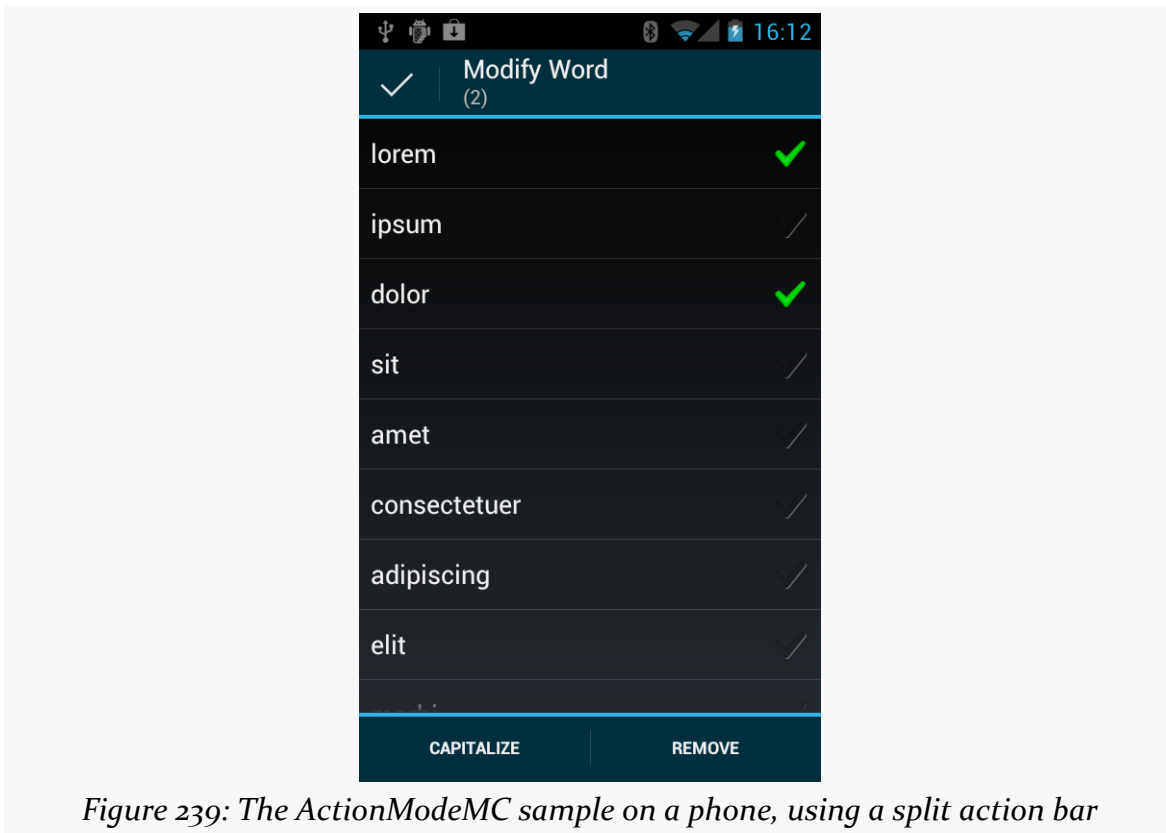 16:12
Modify Word
(2)
lorem
ipsum
dolor
sit
amet
consectetuer
adipiscing
elit
CAPITALIZE REMOVE
Figure 239: The ActionModeMC sample on a phone, using a split action bar